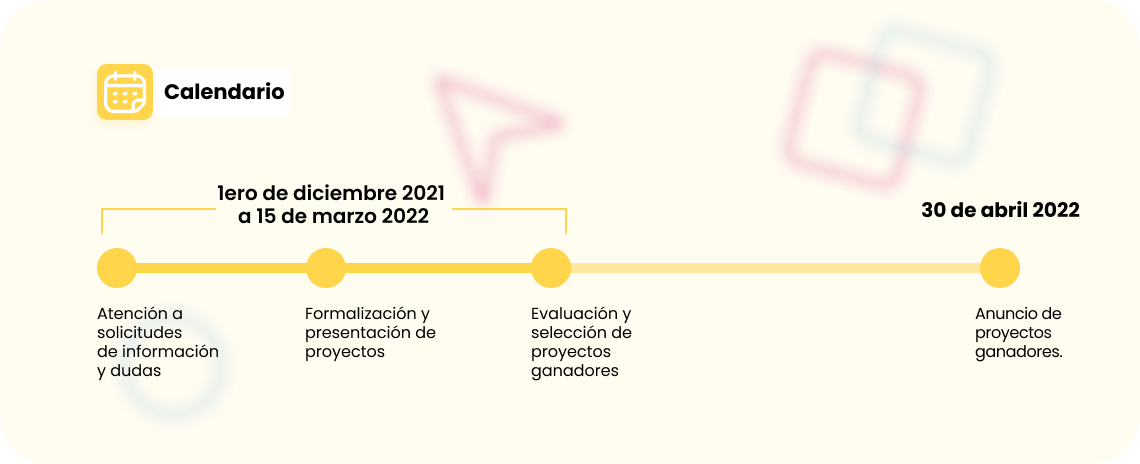 Calendario
1ero de diciembre 2021
a 15 de marzo 2022
30 de abril 2022
Atención a
solicitudes
de información
y dudas
Formalización y
presentación de
proyectos
Evaluación y
selección de
proyectos
ganadores
Anuncio de
proyectos
ganadores.